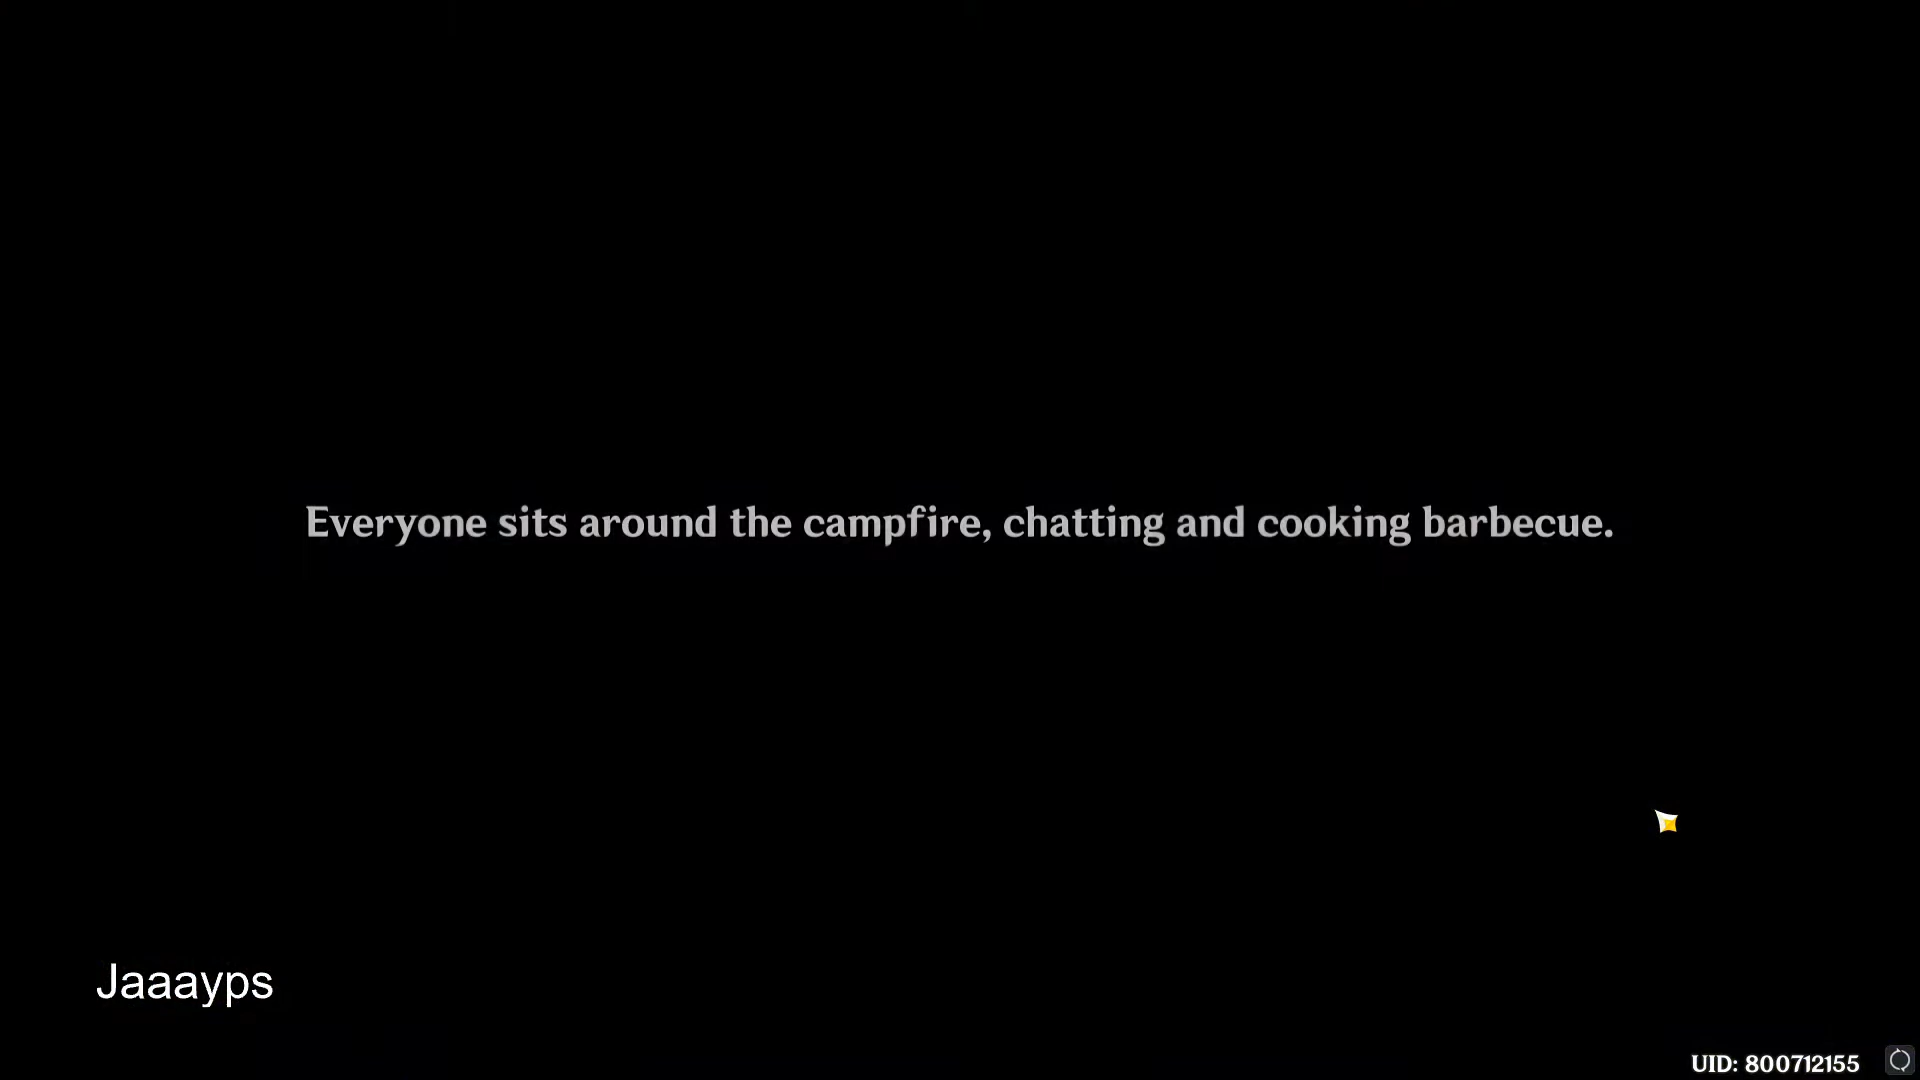 Everyone sits around the campfire, chatting and cooking barbecue.
Jaaayps
UID: 800712155